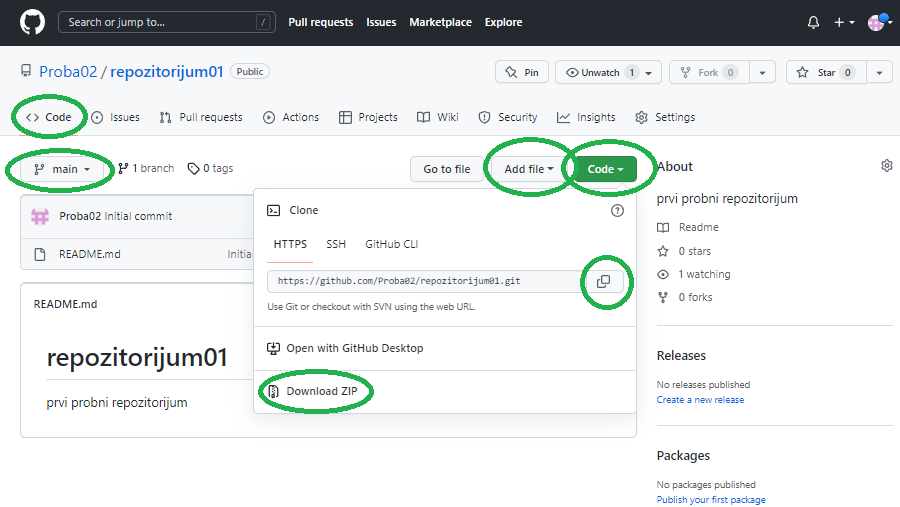 Search or jump to... /
Pull requests Issues Marketplace Explore
Proba02 / repozitorijum01 Public
Pin Unwatch 1 Fork 0 Star 0
Code Issues Pull requests Actions Projects Wiki Security Insights Settings
main 1 branch 0 tags Go to file Add file Code
Proba02 Initial commit
README.md Initia
README.md
repozitorijum01
prvi probni repozitorijum
Clone
HTTPS SSH GitHub CLI
https://github.com/Proba02/repozitorijum01.git
Use Git or checkout with SVN using the web URL.
Open with GitHub Desktop
Download ZIP
About
prvi probni repozitorijum
Readme
0 stars
1 watching
0 forks
Releases
No releases published
Create a new release
Packages
No packages published
Publish your first package